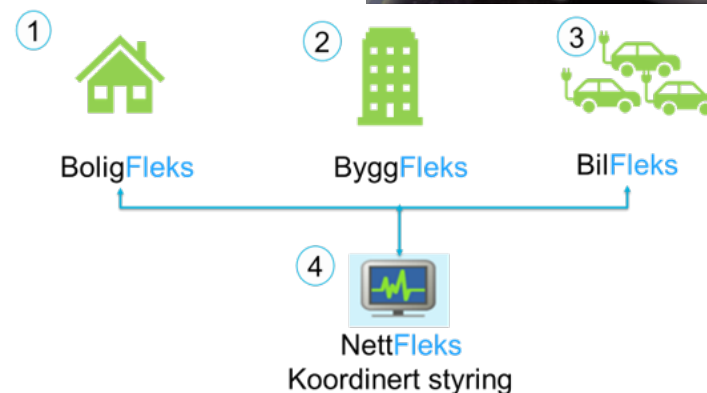 1
2
3
BoligFleks
ByggFleks
BilFleks
4
NettFleks
Koordinert styring